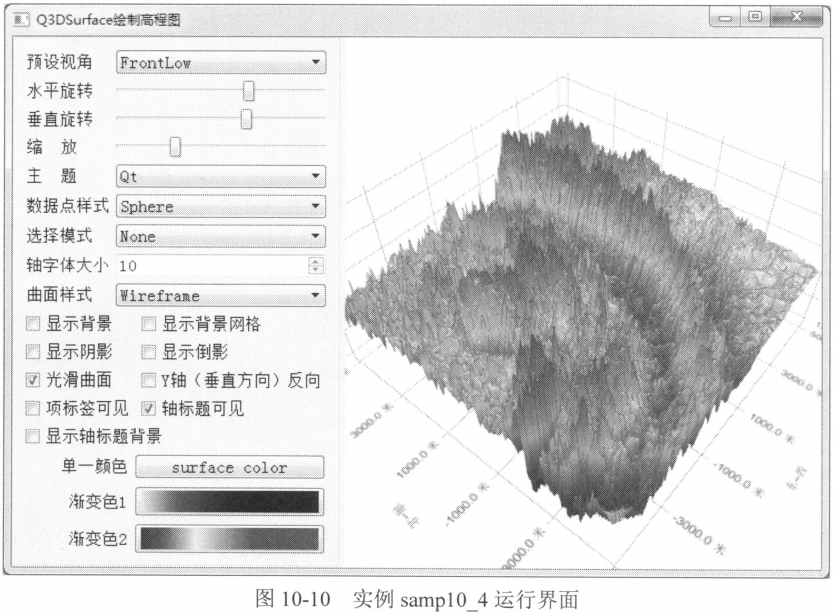 Q3DSurface绘制高程图
预设视角 FrontLow
水平旋转
垂直旋转
缩 放
主 题 Qt
数据点样式 Sphere
选择模式 None
轴字体大小 10
曲面样式 Wireframe
显示背景 显示背景网格
显示阴影 显示倒影
光滑曲面 Y轴（垂直方向）反向
项标签可见 轴标题可见
显示轴标题背景
单一颜色 surface color
渐变色1
渐变色2
3000.0 米
1000.0 米
-1000.0 米
3000.0 米
1000.0 米
-1000.0 米
-3000.0 米
图 10-10 实例 samp10_4 运行界面